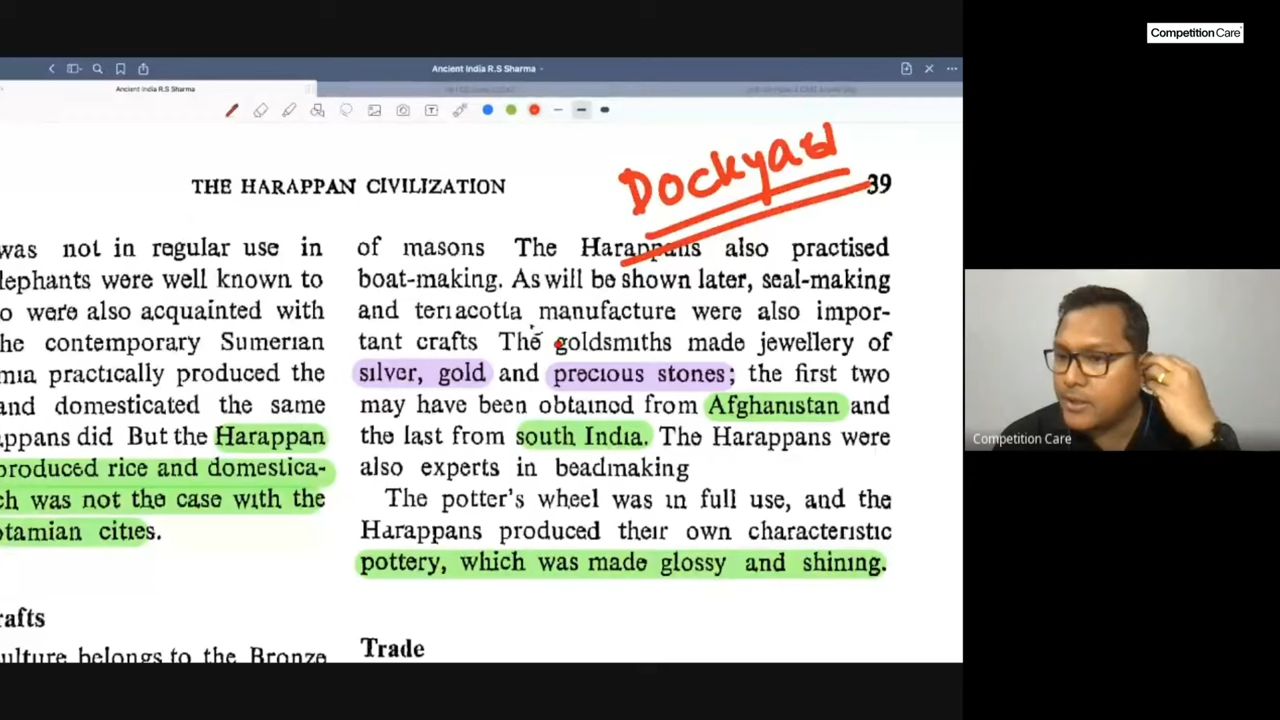 CompetitionCare
Ancient India R.S Sharma
Ancient India R.S Sharma
Dockyard
THE HARAPPAN CIVILIZATION
39
was not in regular use in
lephants were well known to
o were also acquainted with
he contemporary Sumerian
mia practically produced the
and domesticated the same
appans did But the Harappan
produced rice and domestica-
ch was not the case with the
otamian cities.
rafts
ulture belongs to the Bronze
of masons The Harappans also practised
boat-making. As will be shown later, seal-making
and terracotta manufacture were also impor-
tant crafts The goldsmiths made jewellery of
silver, gold and precious stones; the first two
may have been obtained from Afghanistan and
the last from south India. The Harappans were
also experts in beadmaking
The potter's wheel was in full use, and the
Harappans produced their own characteristic
pottery, which was made glossy and shining.
Trade
Competition Care